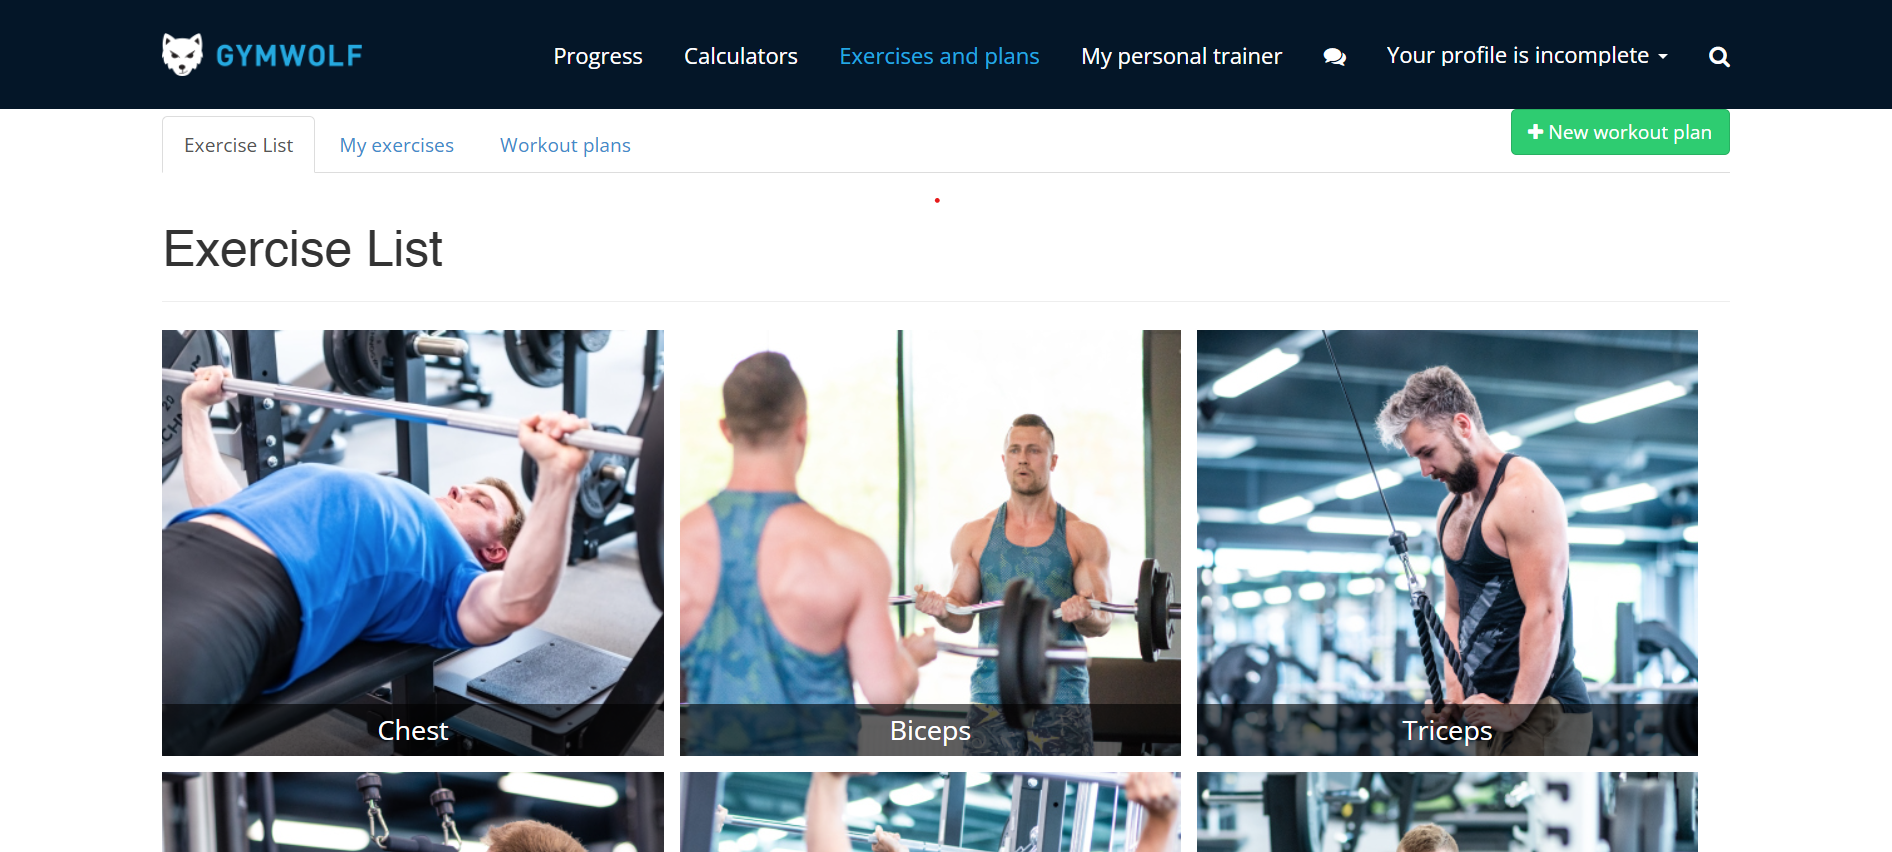 GYMWOLF
Progress
Calculators
Exercises and plans
My personal trainer
Your profile is incomplete
Exercise List
My exercises
Workout plans
New workout plan
Exercise List
20
Chest
Biceps
Triceps